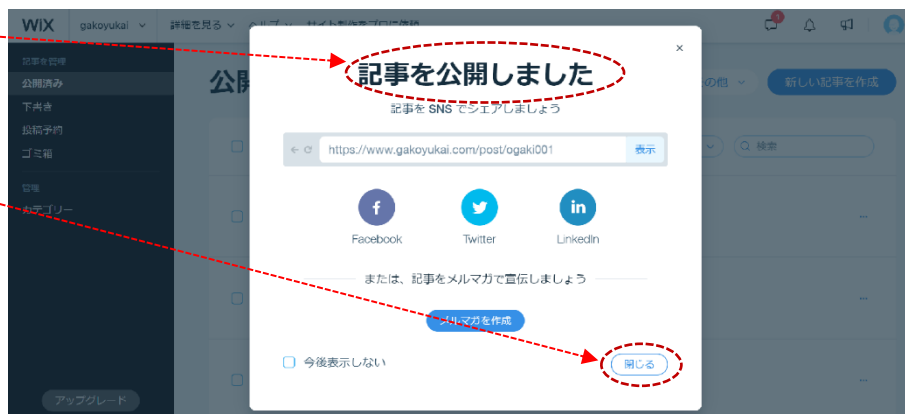 WIX gakoyukai 詳細を見る ヘルプ サイト制作をプロに依頼
記事を管理
公開済み
下書き
投稿予約
ゴミ箱
管理
カテゴリー
アップグレード
公開
その他
新しい記事を作成
検索
記事を公開しました
記事を SNS でシェアしましょう
https://www.gakoyukai.com/post/ogaki001 表示
Facebook Twitter LinkedIn
または、記事をメルマガで宣伝しましょう
メルマガを作成
今後表示しない 閉じる